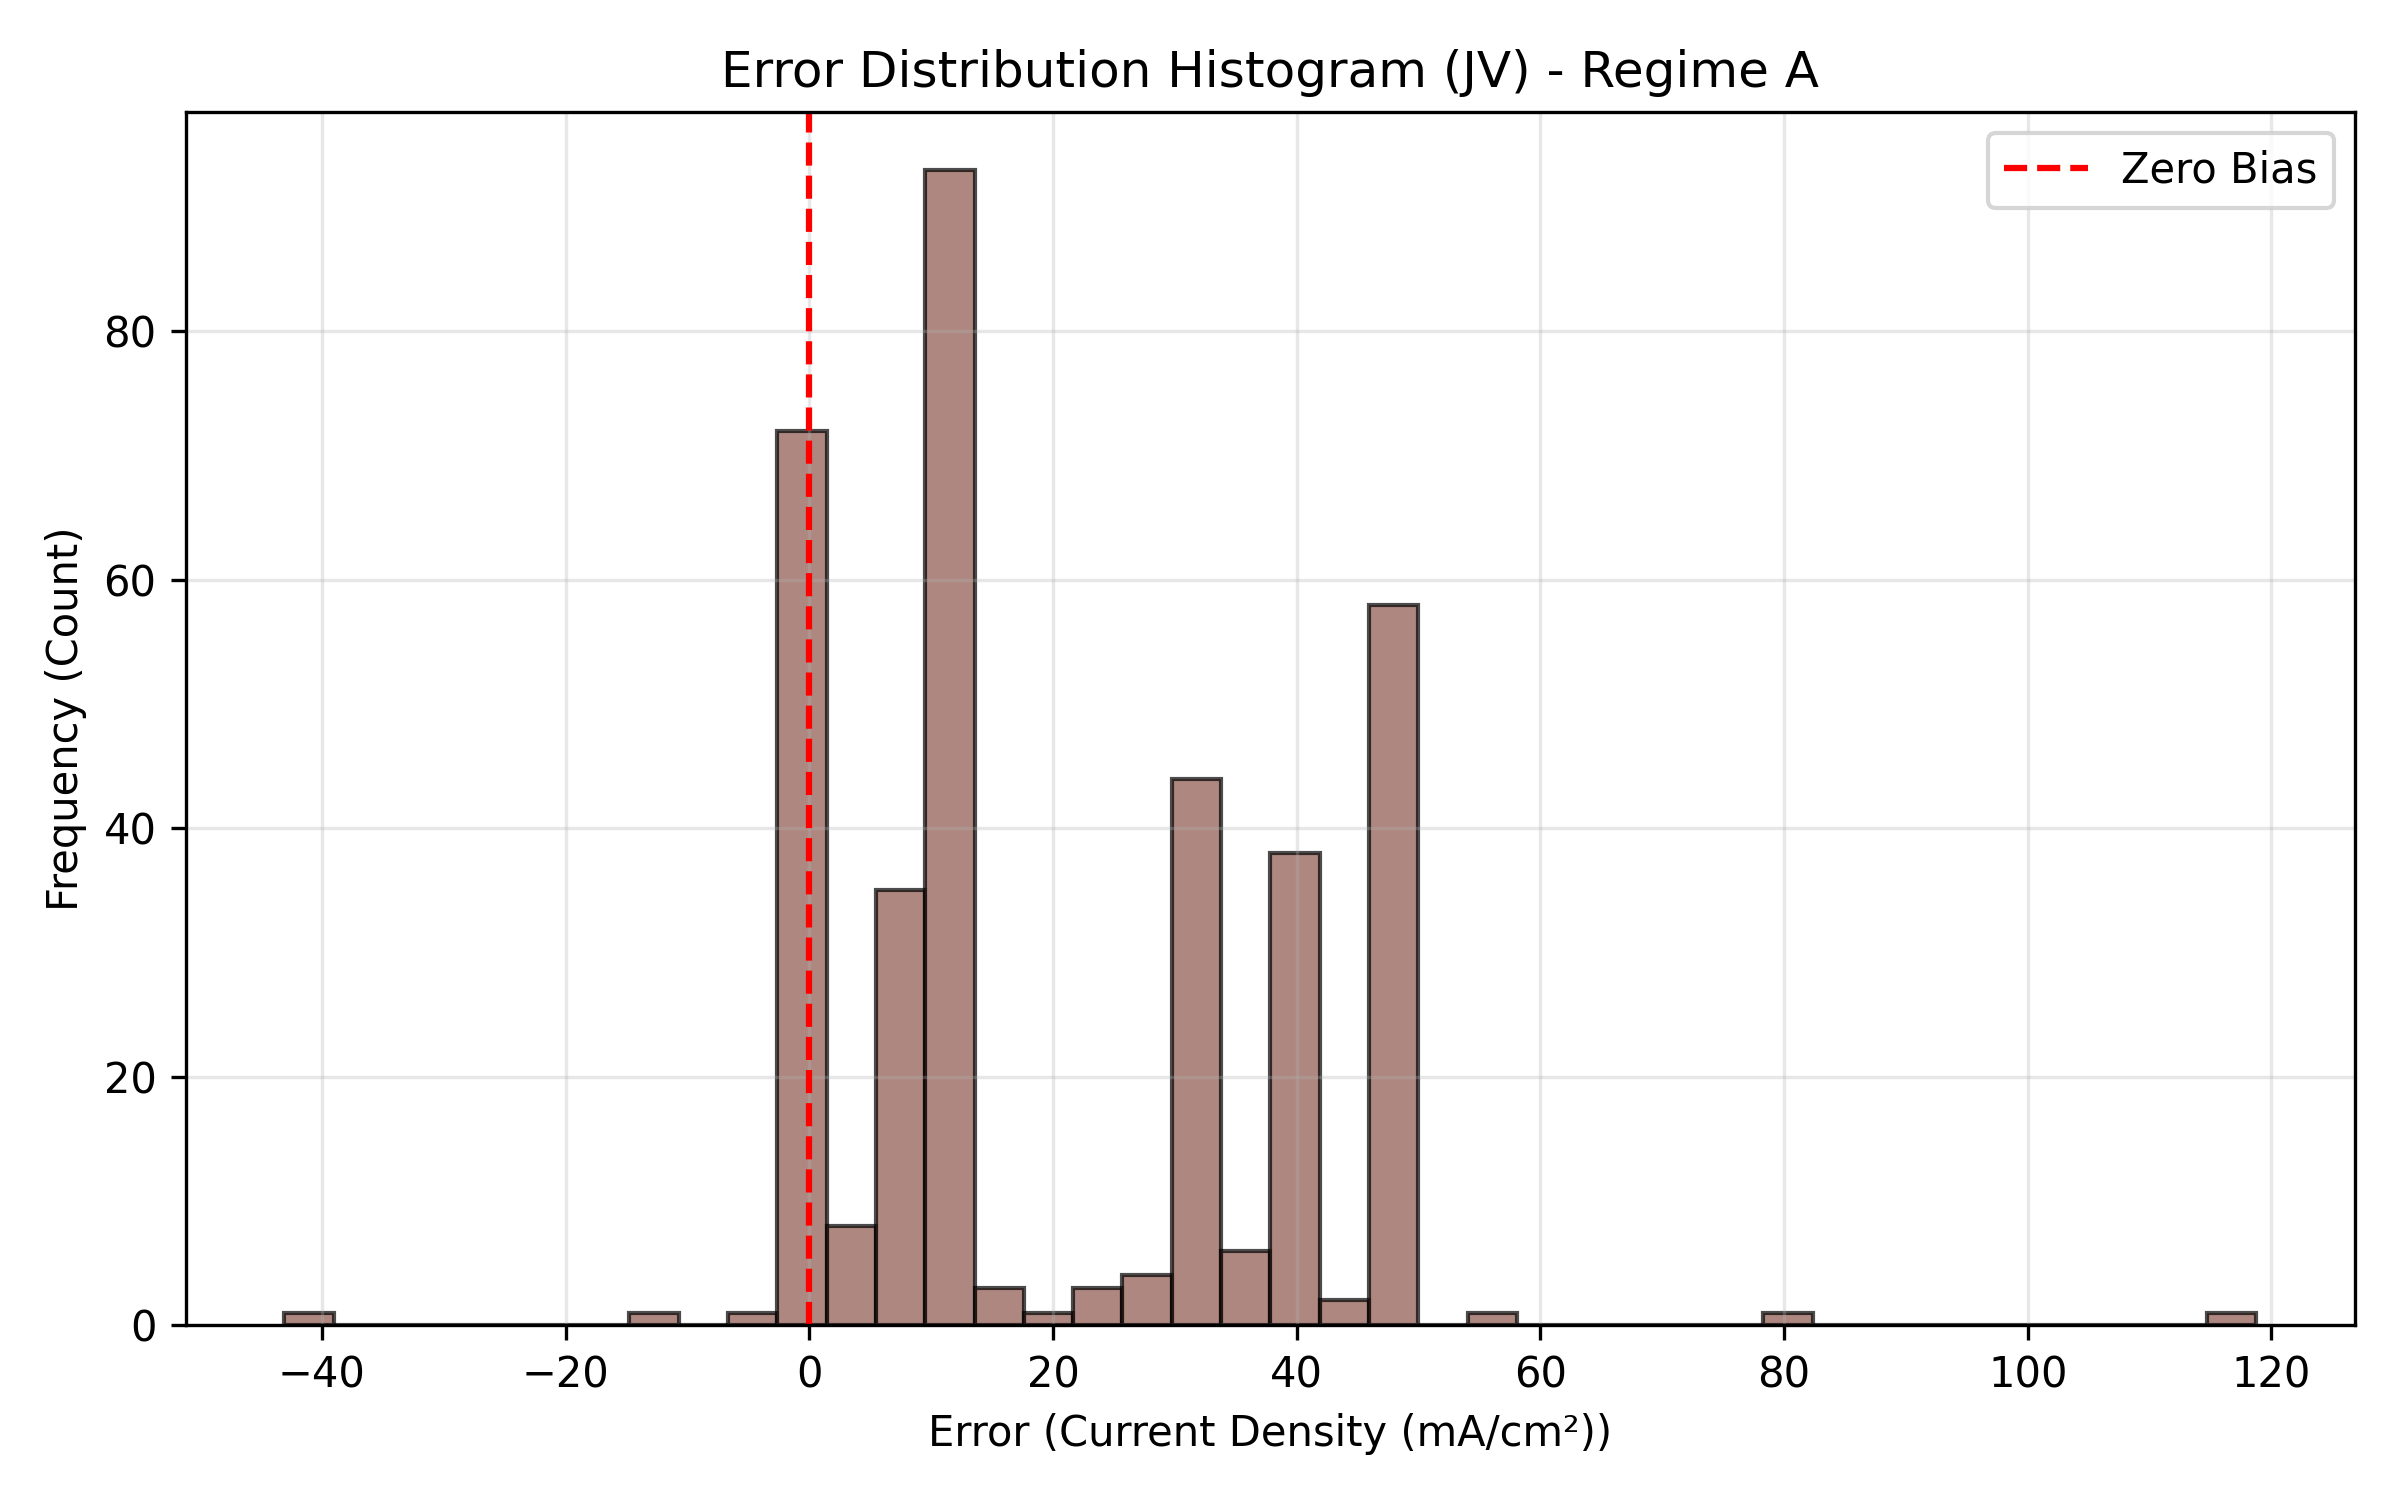 Error Distribution Histogram (JV) - Regime A
Zero Bias
Frequency (Count)
80
60
40
20
0
−40 −20 0 20 40 60 80 100 120
Error (Current Density (mA/cm²))